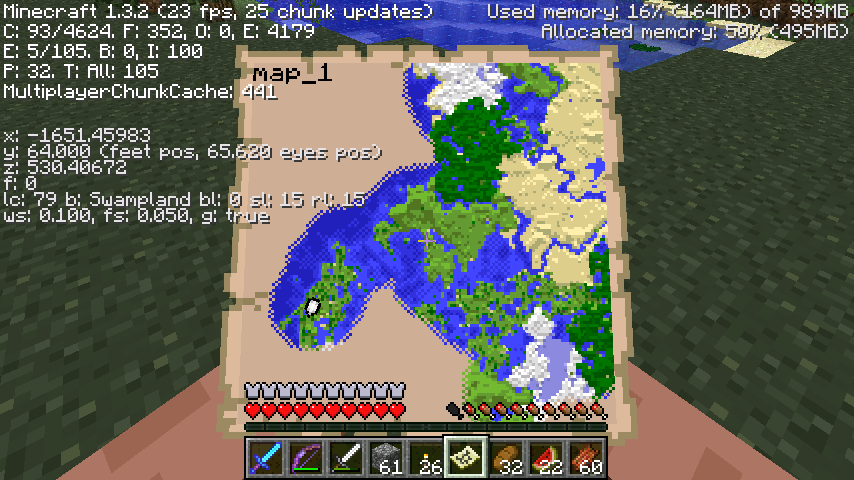 Minecraft 1.3.2 (23 fps, 25 chunk updates)
Used memory: 16% (164MB) of 989MB
C: 93/4624. F: 352, O: 0, E: 4179
Allocated memory: 50% (495MB)
E: 5/105. B: 0, I: 100
P: 32. T: All: 105
MultiplayerChunkCache: 441
map_1
x: -1651.45983
y: 64.000 (feet pos, 65.620 eyes pos)
z: 530.40672
f: 0
lc: 79 b: Swampland bl: 0 sl: 15 rl: 15
ws: 0.100, fs: 0.050, g: true
61 26 32 22 60